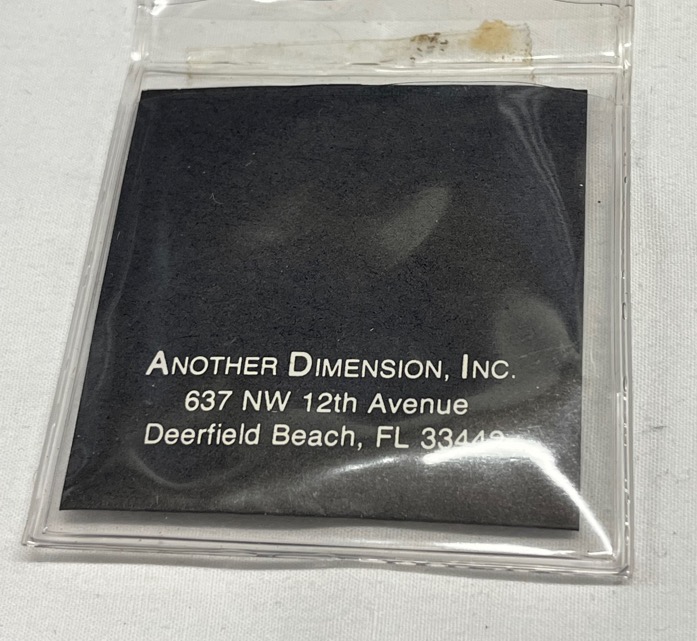 ANOTHER DIMENSION, INC.
637 NW 12th Avenue
Deerfield Beach, FL